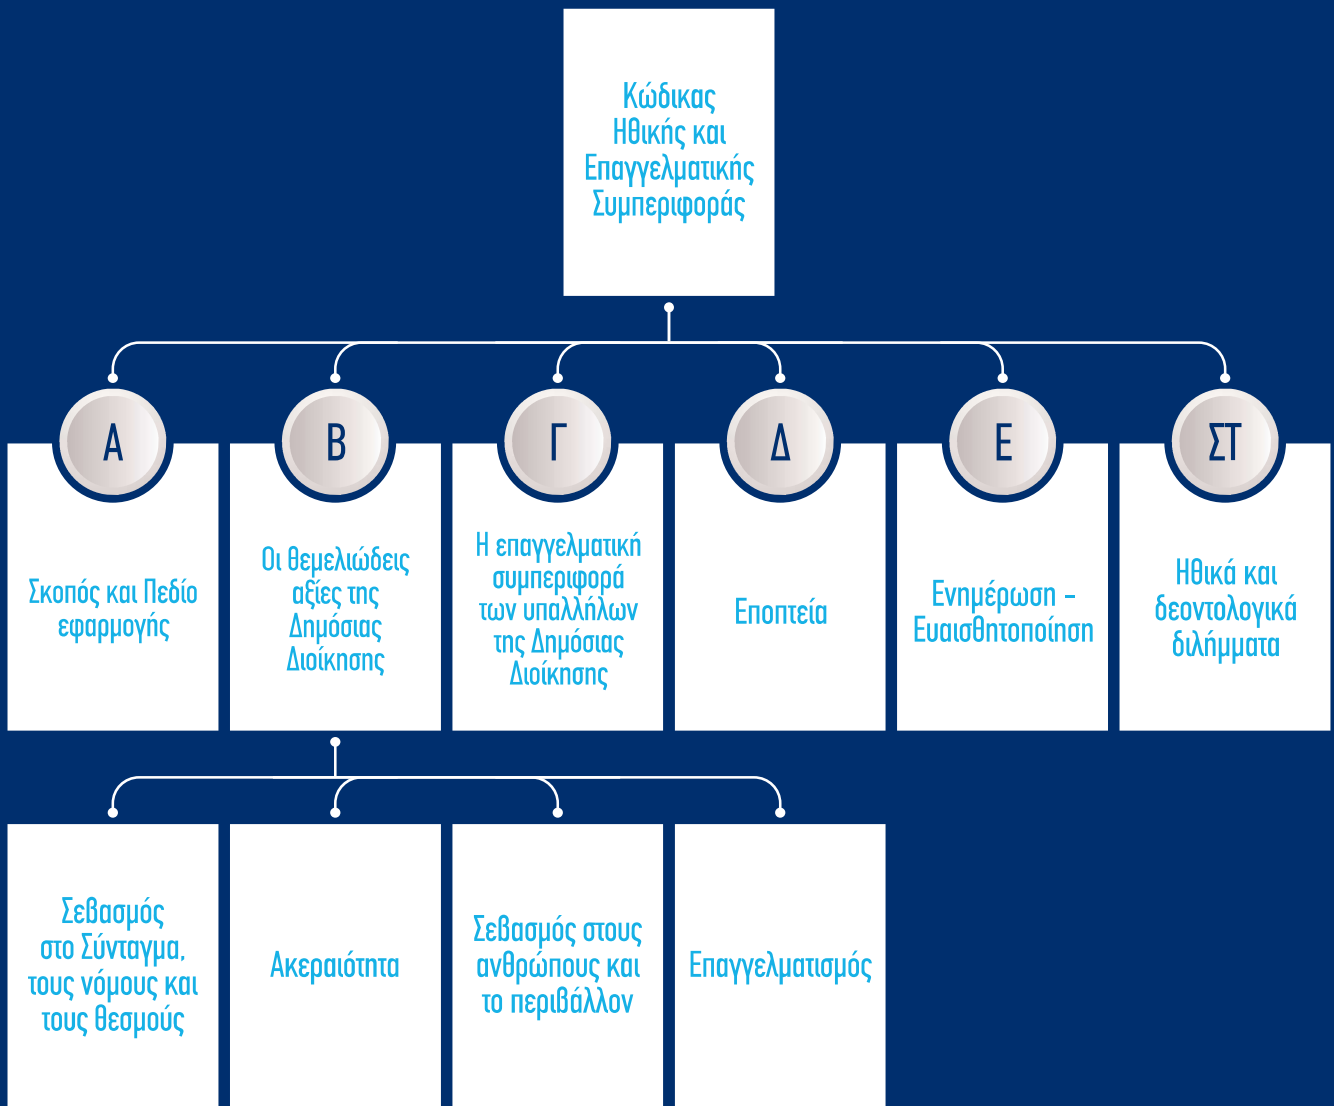 Κώδικας
Ηθικής και
Επαγγελματικής
Συμπεριφοράς
Α
Β
Γ
Δ
Ε
ΣΤ
Σκοπός και Πεδίο
εφαρμογής
Οι θεμελιώδεις
αξίες της
Δημόσιας
Διοίκησης
Η επαγγελματική
συμπεριφορά
των υπαλλήλων
της Δημόσιας
Διοίκησης
Εποπτεία
Ενημέρωση -
Ευαισθητοποίηση
Ηθικά και
δεοντολογικά
διλήμματα
Σεβασμός
στο Σύνταγμα,
τους νόμους και
τους θεσμούς
Ακεραιότητα
Σεβασμός στους
ανθρώπους και
το περιβάλλον
Επαγγελματισμός